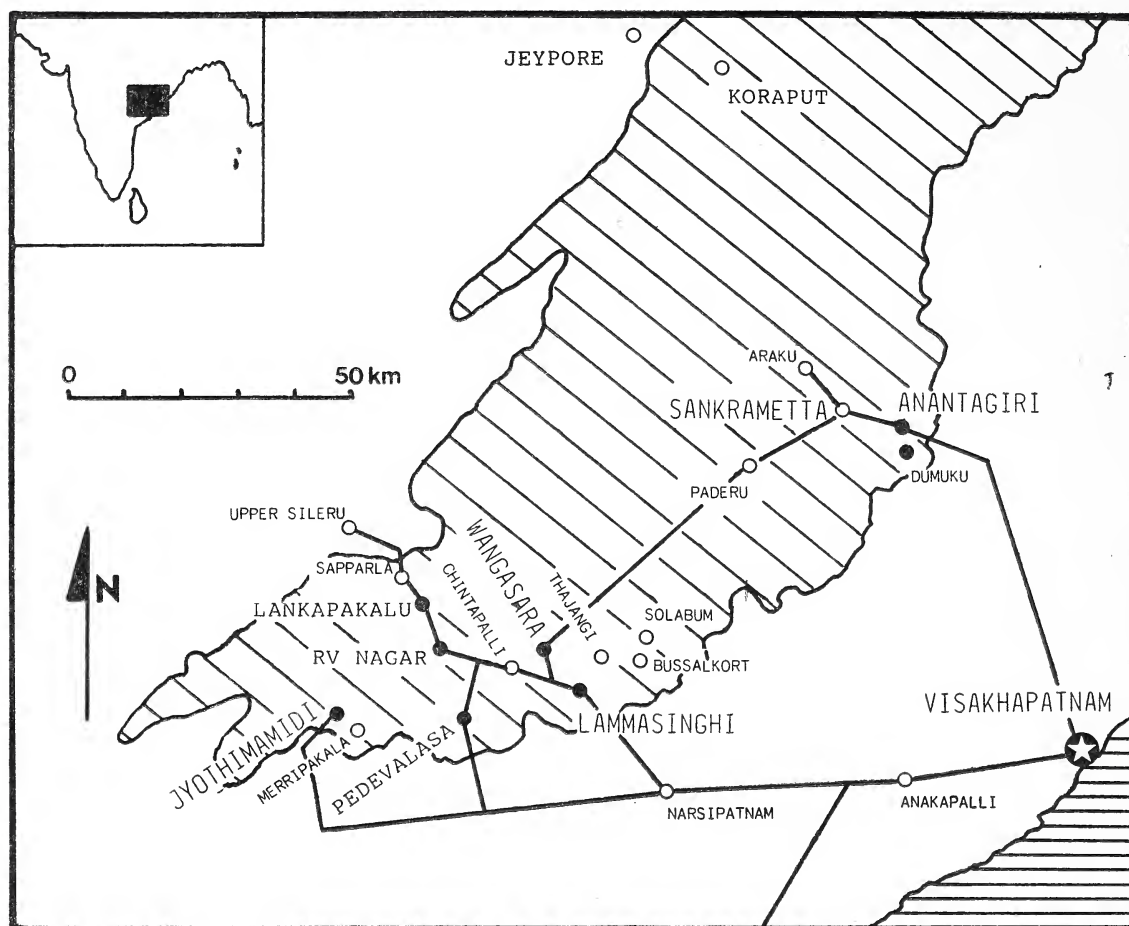 JEYPORE
KORAPUT
0 50 km
ARAKU
SANKRAMETTA
ANANTAGIRI
DUMUKU
PADERU
UPPER SILERU
N
SAPPARLA
WANGASARA
CHINTAPALLI
THAJANGI
LANKAPAKALU
SOLABUM
RV NAGAR
BUSSALKORT
LAMMASINGHI
VISAKHAPATNAM
JYOTHIMAMIDI
MERRIPAKALA
PEDEVALASA
NARSIPATNAM
ANAKAPALLI